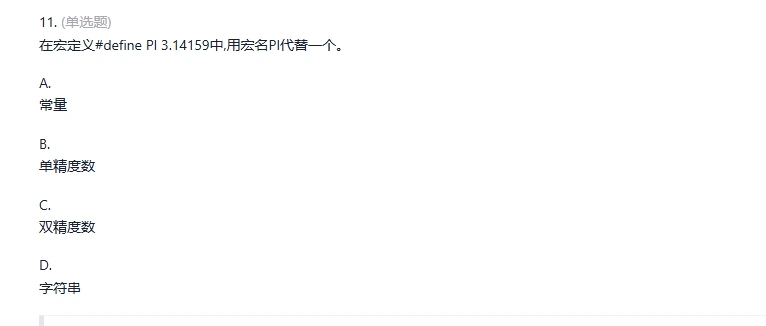 11. (单选题)
在宏定义#define PI 3.14159中,用宏名PI代替一个。
A.
常量
B.
单精度数
C.
双精度数
D.
字符串